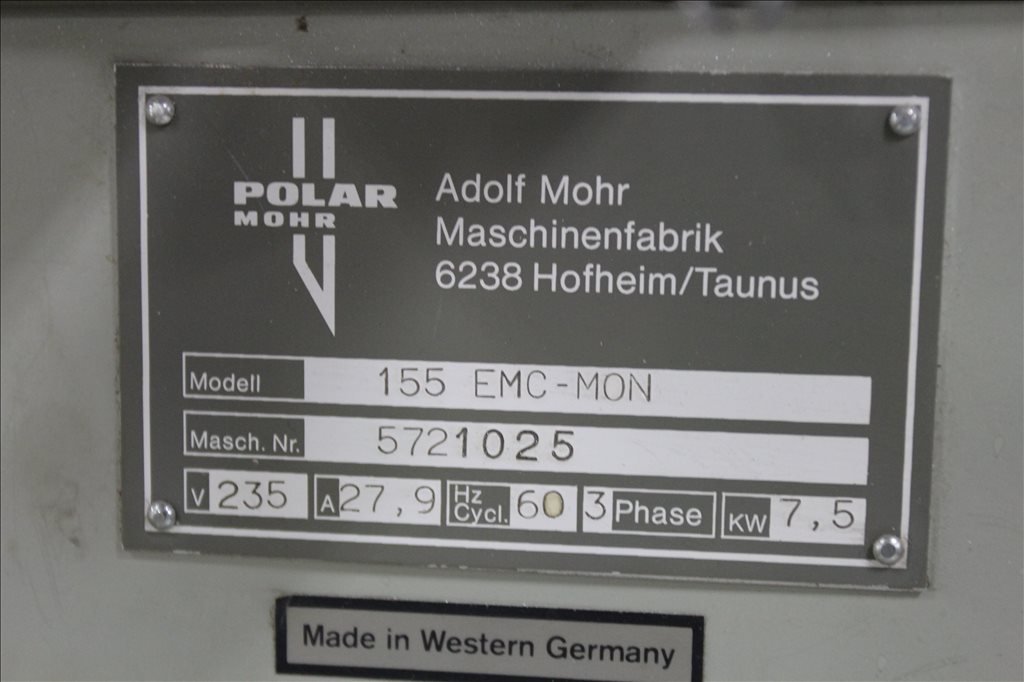 POLAR
MOHR
Adolf Mohr
Maschinenfabrik
6238 Hofheim/Taunus
Modell 155 EMC-MON
Masch. Nr. 5721025
V 235 A 27,9 Hz Cycl. 60 3 Phase KW 7,5
Made in Western Germany